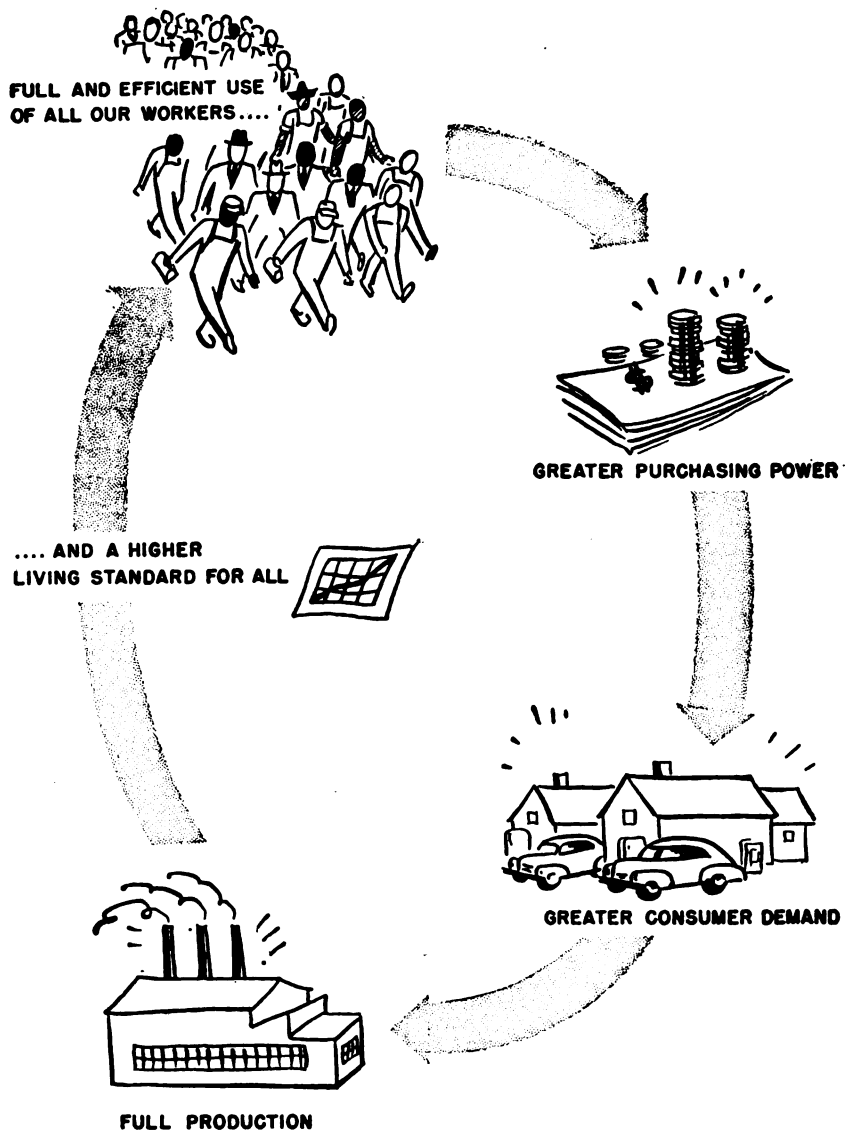 FULL AND EFFICIENT USE
OF ALL OUR WORKERS....
GREATER PURCHASING POWER
.... AND A HIGHER
LIVING STANDARD FOR ALL
$
GREATER CONSUMER DEMAND
FULL PRODUCTION